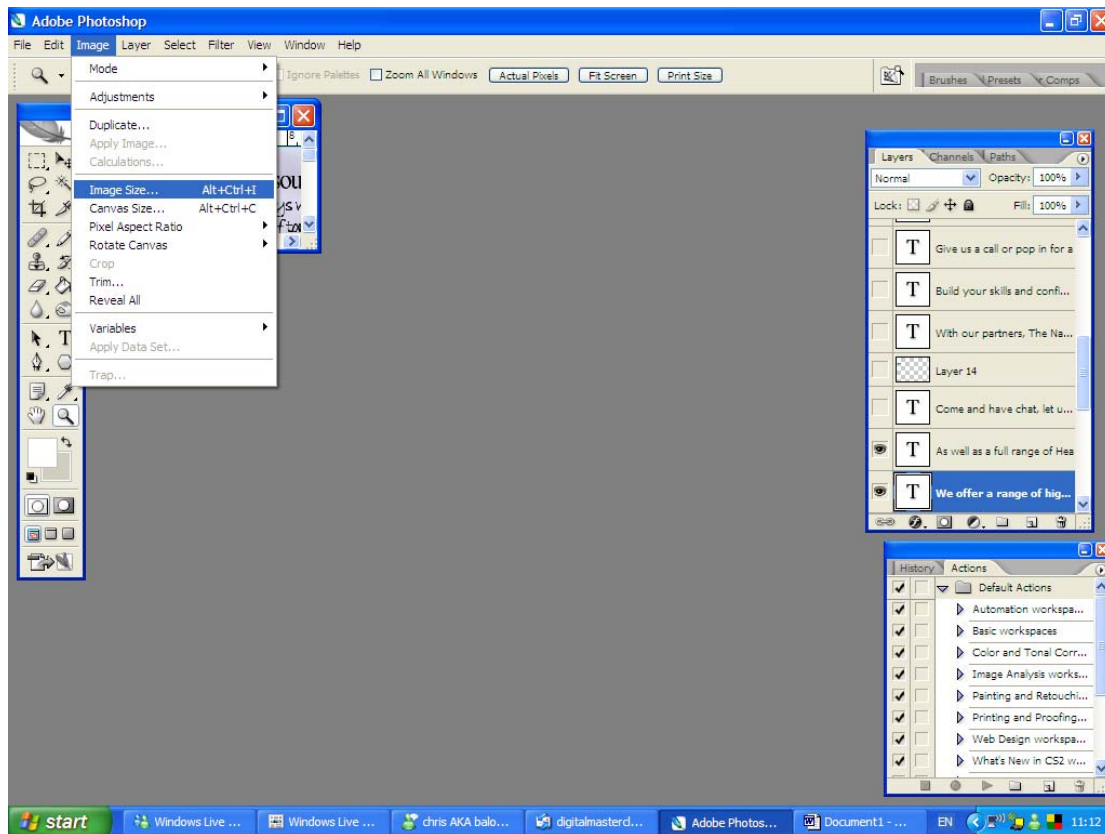 Adobe Photoshop
File Edit Image Layer Select Filter View Window Help
Ignore Palettes Zoom All Windows Actual Pixels Fit Screen Print Size
Brushes Presets Comps
Mode
Adjustments
Duplicate...
Apply Image...
Calculations...
Image Size... Alt+Ctrl+I
Canvas Size... Alt+Ctrl+C
Pixel Aspect Ratio
Rotate Canvas
Crop
Trim...
Reveal All
Variables
Apply Data Set...
Trap...
Layers Channels Paths
Normal Opacity: 100%
Lock: Fill: 100%
T Give us a call or pop in for a
T Build your skills and confi...
T With our partners, The Na...
Layer 14
T Come and have chat, let u...
T As well as a full range of Hea
T We offer a range of hig...
History Actions
Default Actions
Automation workspa...
Basic workspaces
Color and Tonal Corr...
Image Analysis works...
Painting and Retouchi...
Printing and Proofing...
Web Design workspa...
What's New in CS2 w...
start Windows Live ... Windows Live ... chris AKA balo... digitalmasterd... Adobe Photos... Document1 - ... EN 11:12